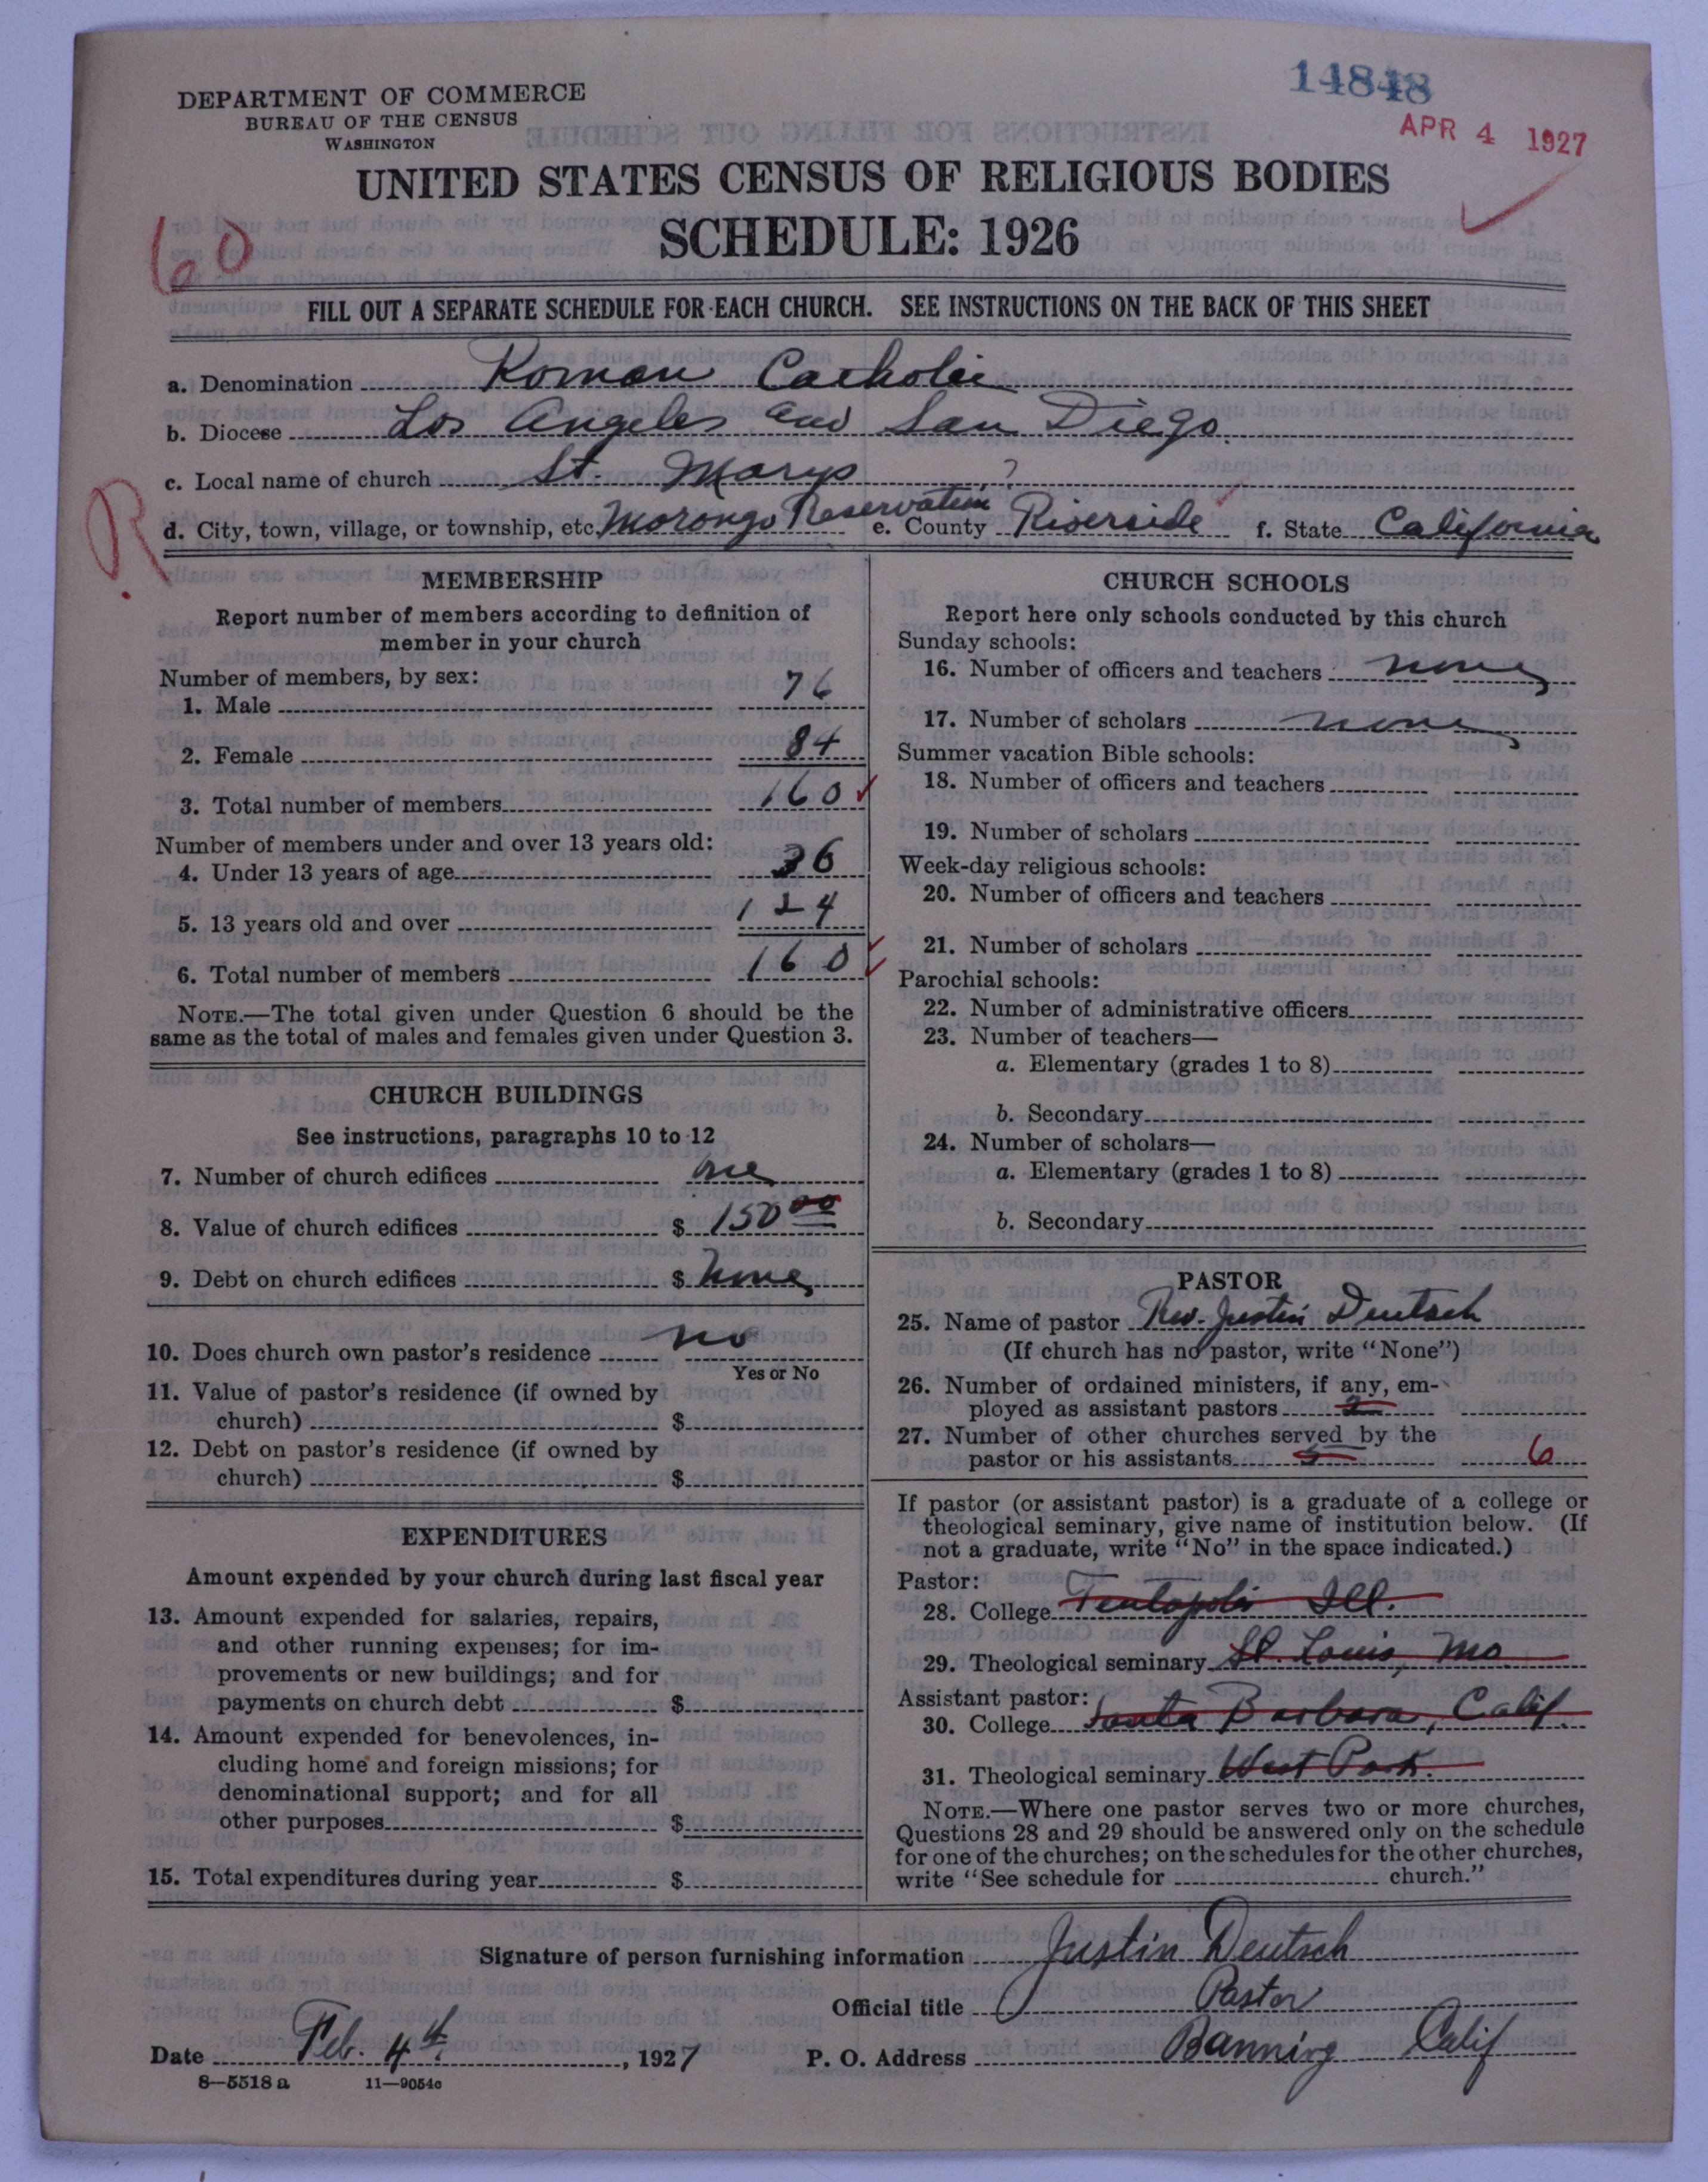 14848
APR 4 1927
DEPARTMENT OF COMMERCE
BUREAU OF THE CENSUS
WASHINGTON
UNITED STATES CENSUS OF RELIGIOUS BODIES
SCHEDULE: 1926
60
FILL OUT A SEPARATE SCHEDULE FOR EACH CHURCH. SEE INSTRUCTIONS ON THE BACK OF THIS SHEET
a. Denomination Roman Catholic
b. Diocese Los Angeles and San Diego
c. Local name of church St. Marys ?
R
d. City, town, village, or township, etc. Morongo Reservation e. County Riverside f. State California
MEMBERSHIP
Report number of members according to definition of
member in your church
Number of members, by sex:
1. Male 76
2. Female 84
3. Total number of members 160
Number of members under and over 13 years old:
4. Under 13 years of age 36
5. 13 years old and over 124
6. Total number of members 160
NOTE.—The total given under Question 6 should be the
same as the total of males and females given under Question 3.
CHURCH BUILDINGS
See instructions, paragraphs 10 to 12
7. Number of church edifices one
8. Value of church edifices $ 150 00
9. Debt on church edifices $ none
10. Does church own pastor's residence no
Yes or No
11. Value of pastor's residence (if owned by
church) $
12. Debt on pastor's residence (if owned by
church) $
EXPENDITURES
Amount expended by your church during last fiscal year
13. Amount expended for salaries, repairs,
and other running expenses; for im-
provements or new buildings; and for
payments on church debt $
14. Amount expended for benevolences, in-
cluding home and foreign missions; for
denominational support; and for all
other purposes $
15. Total expenditures during year $
CHURCH SCHOOLS
Report here only schools conducted by this church
Sunday schools:
16. Number of officers and teachers none
17. Number of scholars none
Summer vacation Bible schools:
18. Number of officers and teachers
19. Number of scholars
Week-day religious schools:
20. Number of officers and teachers
21. Number of scholars
Parochial schools:
22. Number of administrative officers
23. Number of teachers—
a. Elementary (grades 1 to 8)
b. Secondary
24. Number of scholars—
a. Elementary (grades 1 to 8)
b. Secondary
PASTOR
25. Name of pastor Rev. Justin Deutsch
(If church has no pastor, write "None")
26. Number of ordained ministers, if any, em-
ployed as assistant pastors
27. Number of other churches served by the
pastor or his assistants 6
If pastor (or assistant pastor) is a graduate of a college or
theological seminary, give name of institution below. (If
not a graduate, write "No" in the space indicated.)
Pastor:
28. College Teutopolis Ill.
29. Theological seminary St. Louis, Mo
Assistant pastor:
30. College Santa Barbara, Calif.
31. Theological seminary West Park.
NOTE.—Where one pastor serves two or more churches,
Questions 28 and 29 should be answered only on the schedule
for one of the churches; on the schedules for the other churches,
write "See schedule for church."
Signature of person furnishing information Justin Deutsch
Official title Pastor
Date Feb. 4th, 1927 P. O. Address Banning Calif
8—5518 a 11—9054c